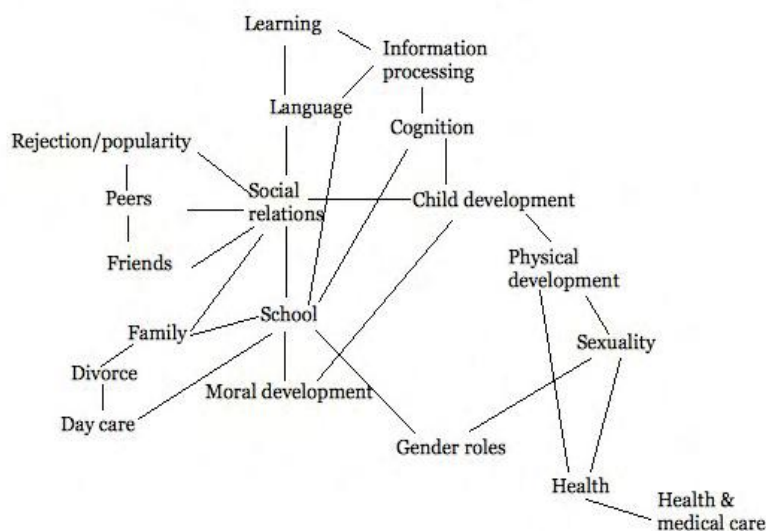 Learning
Information
processing
Language
Cognition
Rejection/popularity
Social
relations
Peers
Child development
Friends
Physical
development
School
Family
Sexuality
Divorce
Moral development
Day care
Gender roles
Health
Health &
medical care